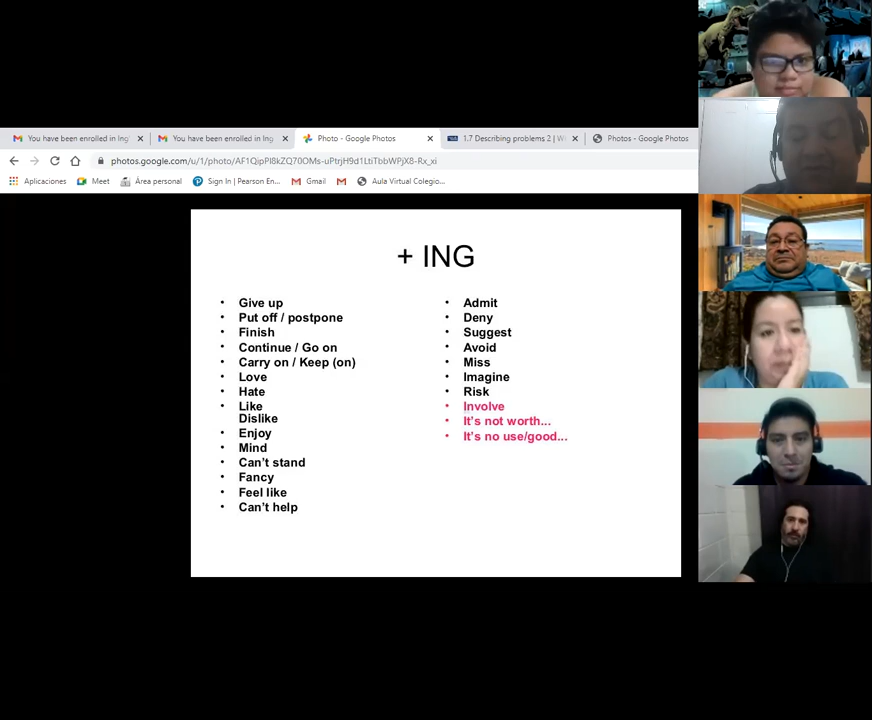 You have been enrolled in Ing
You have been enrolled in Ing
Photo - Google Photos
1.7 Describing problems 2 | Wi
Photos - Google Photos
photos.google.com/u/1/photo/AF1QipPl8kZQ70OMs-uPtrjH9d1LtiTbbWPjX8-Rx_xi
Aplicaciones
Meet
Área personal
Sign In | Pearson En...
Gmail
Aula Virtual Colegio...
+ ING
• Give up
• Put off / postpone
• Finish
• Continue / Go on
• Carry on / Keep (on)
• Love
• Hate
• Like
Dislike
• Enjoy
• Mind
• Can't stand
• Fancy
• Feel like
• Can't help
• Admit
• Deny
• Suggest
• Avoid
• Miss
• Imagine
• Risk
• Involve
• It's not worth...
• It's no use/good...